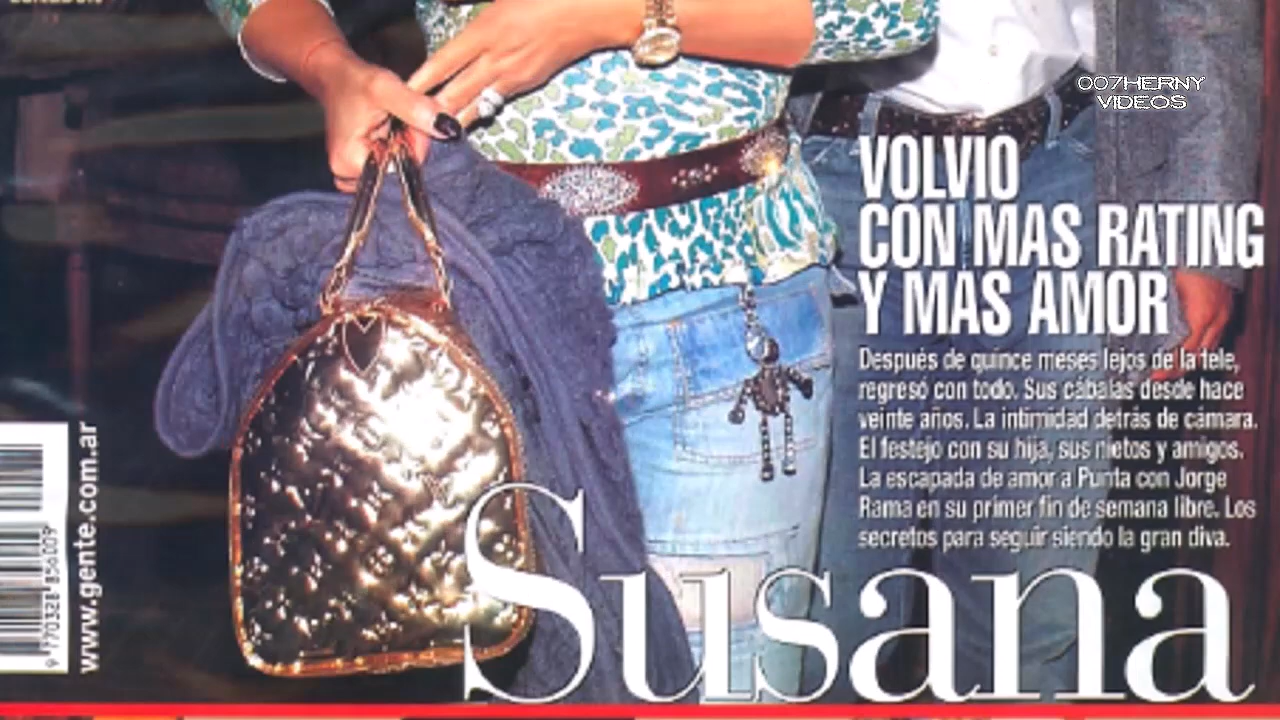 007HERNY
VIDEOS
VOLVIO
CON MAS RATING
Y MAS AMOR
Después de quince meses lejos de la tele,
regresó con todo. Sus cábalas desde hace
veinte años. La intimidad detrás de cámara.
El festejo con su hija, sus nietos y amigos.
La escapada de amor a Punta con Jorge
Rama en su primer fin de semana libre. Los
secretos para seguir siendo la gran diva.
Susana
www.gente.com.ar
9 770328 856009